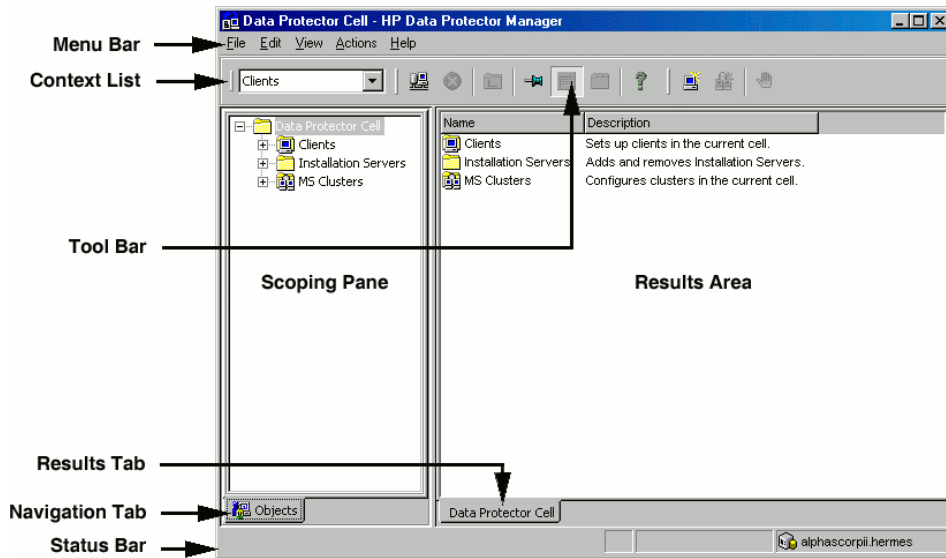 Data Protector Cell - HP Data Protector Manager
Menu Bar
File Edit View Actions Help
Context List
Clients
Data Protector Cell
Clients
Installation Servers
MS Clusters
Name Description
Clients Sets up clients in the current cell.
Installation Servers Adds and removes Installation Servers.
MS Clusters Configures clusters in the current cell.
Tool Bar
Scoping Pane
Results Area
Results Tab
Navigation Tab
Objects
Data Protector Cell
Status Bar
alphascorpii.hermes